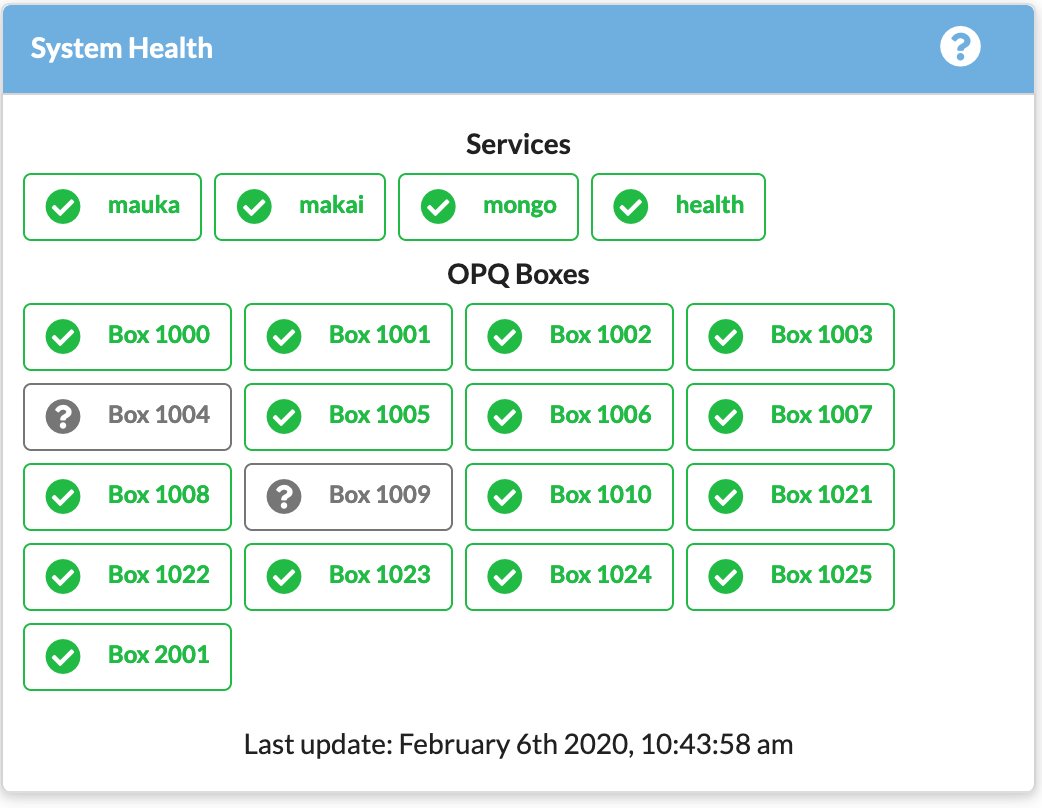 System Health
Services
mauka makai mongo health
OPQ Boxes
Box 1000 Box 1001 Box 1002 Box 1003
Box 1004 Box 1005 Box 1006 Box 1007
Box 1008 Box 1009 Box 1010 Box 1021
Box 1022 Box 1023 Box 1024 Box 1025
Box 2001
Last update: February 6th 2020, 10:43:58 am